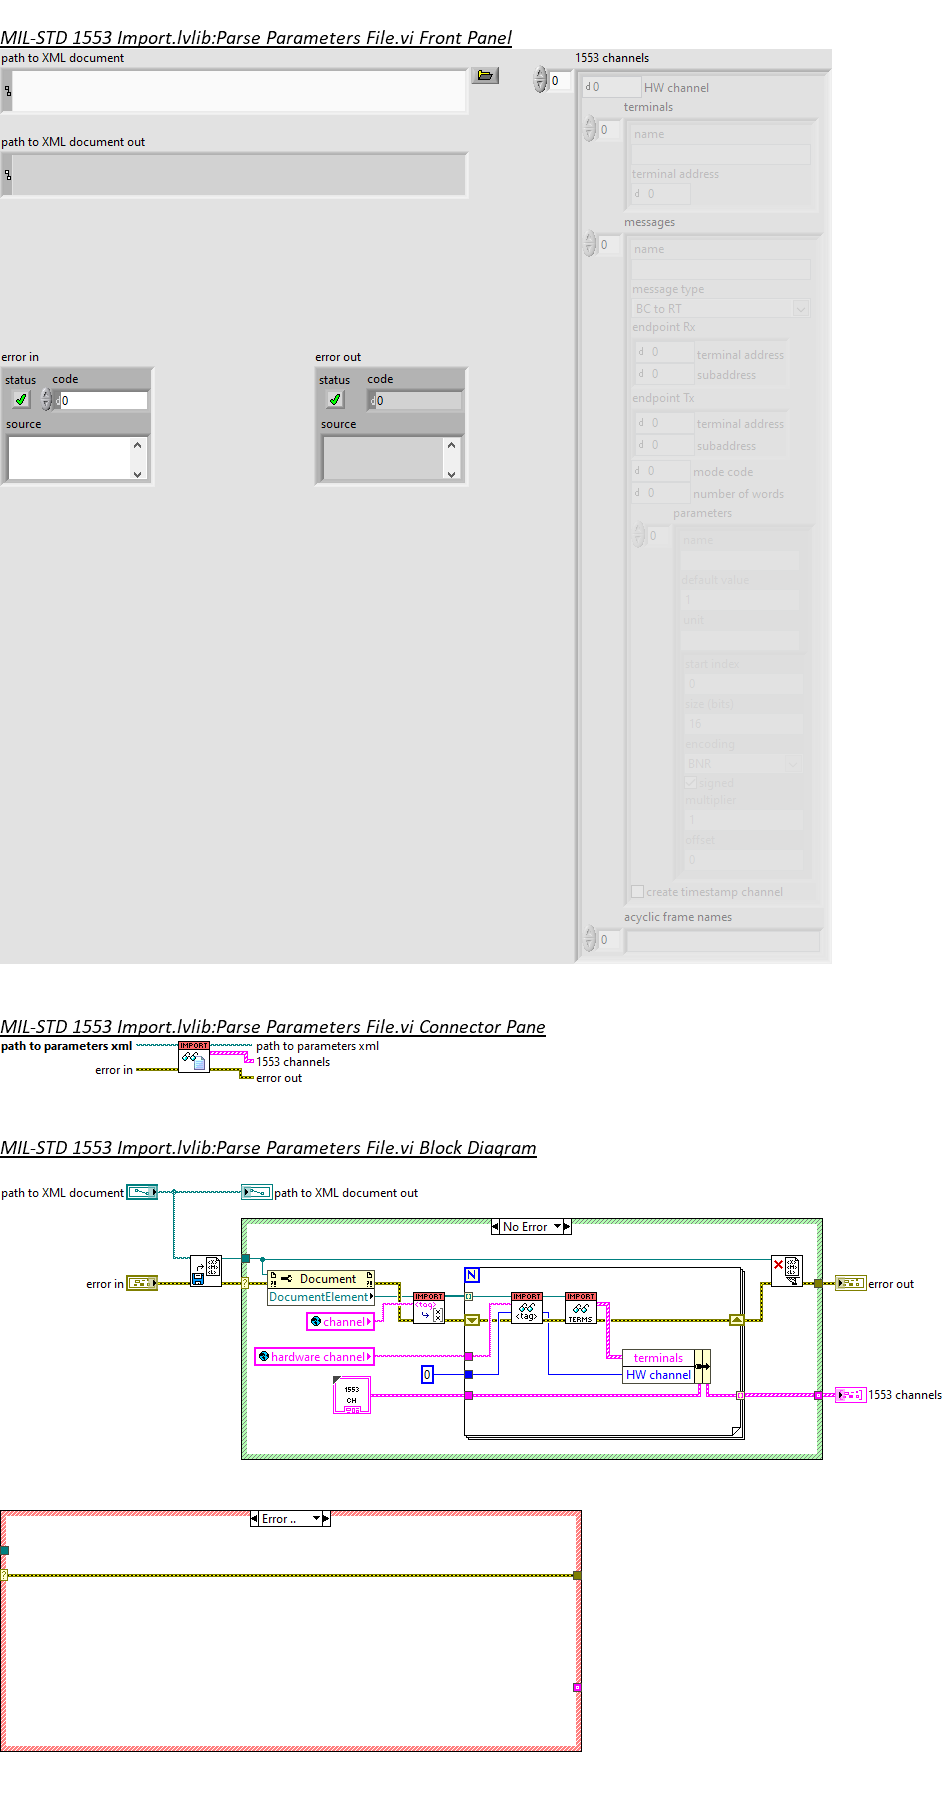 MIL-STD 1553 Import.lvlib:Parse Parameters File.vi Front Panel
path to XML document
path to XML document out
error in
status
code
d0
source
error out
status
code
d0
source
1553 channels
0
d 0
HW channel
terminals
0
name
terminal address
d 0
messages
0
name
message type
BC to RT
endpoint Rx
d 0
terminal address
d 0
subaddress
endpoint Tx
d 0
terminal address
d 0
subaddress
d 0
mode code
d 0
number of words
parameters
0
name
default value
1
unit
start index
0
size (bits)
16
encoding
BNR
signed
multiplier
1
offset
0
create timestamp channel
acyclic frame names
0
MIL-STD 1553 Import.lvlib:Parse Parameters File.vi Connector Pane
path to parameters xml
IMPORT
path to parameters xml
1553 channels
error in
error out
MIL-STD 1553 Import.lvlib:Parse Parameters File.vi Block Diagram
path to XML document
path to XML document out
No Error
error in
error out
Document
DocumentElement
N
IMPORT
<tag>
IMPORT
<tag>
IMPORT
TERMS
channel
hardware channel
0
terminals
HW channel
1553
CH
1553 channels
Error ..